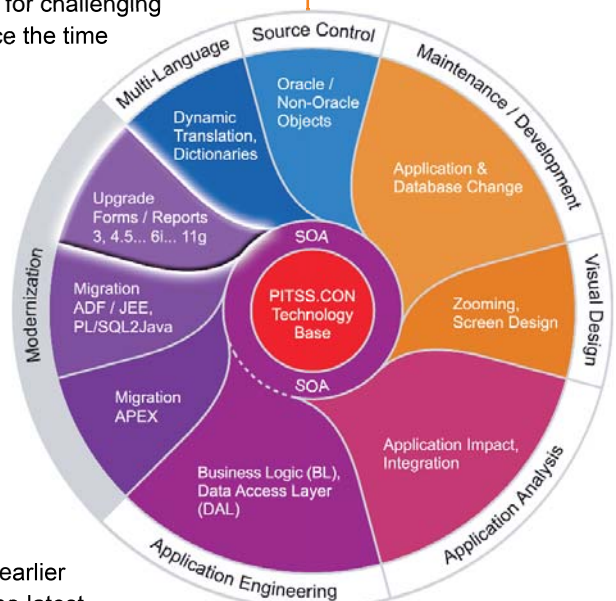 for challenging
ce the time
Multi-Language
Source Control
Maintenance / Development
Visual Design
Application Analysis
Application Engineering
Modernization
Oracle /
Non-Oracle
Objects
Dynamic
Translation,
Dictionaries
Application &
Database Change
Upgrade
Forms / Reports
3, 4.5... 6i... 11g
SOA
PITSS.CON
Technology
Base
SOA
Zooming,
Screen Design
Migration
ADF / JEE,
PL/SQL2Java
Migration
APEX
Application Impact,
Integration
Business Logic (BL),
Data Access Layer
(DAL)
earlier
latest